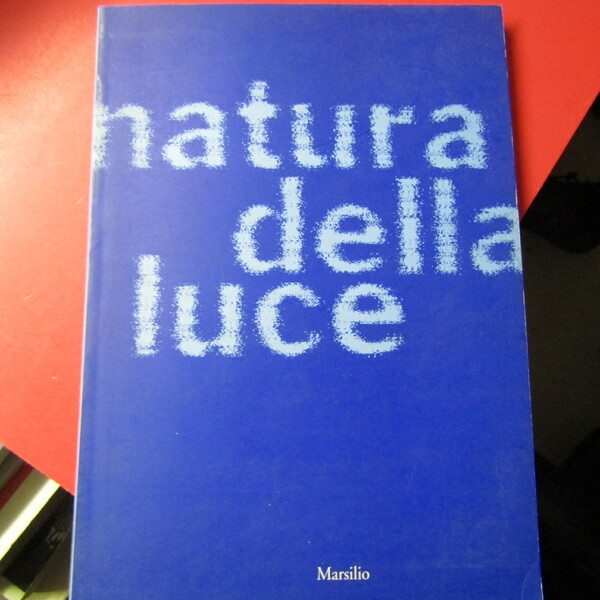 natura
della
luce
Marsilio